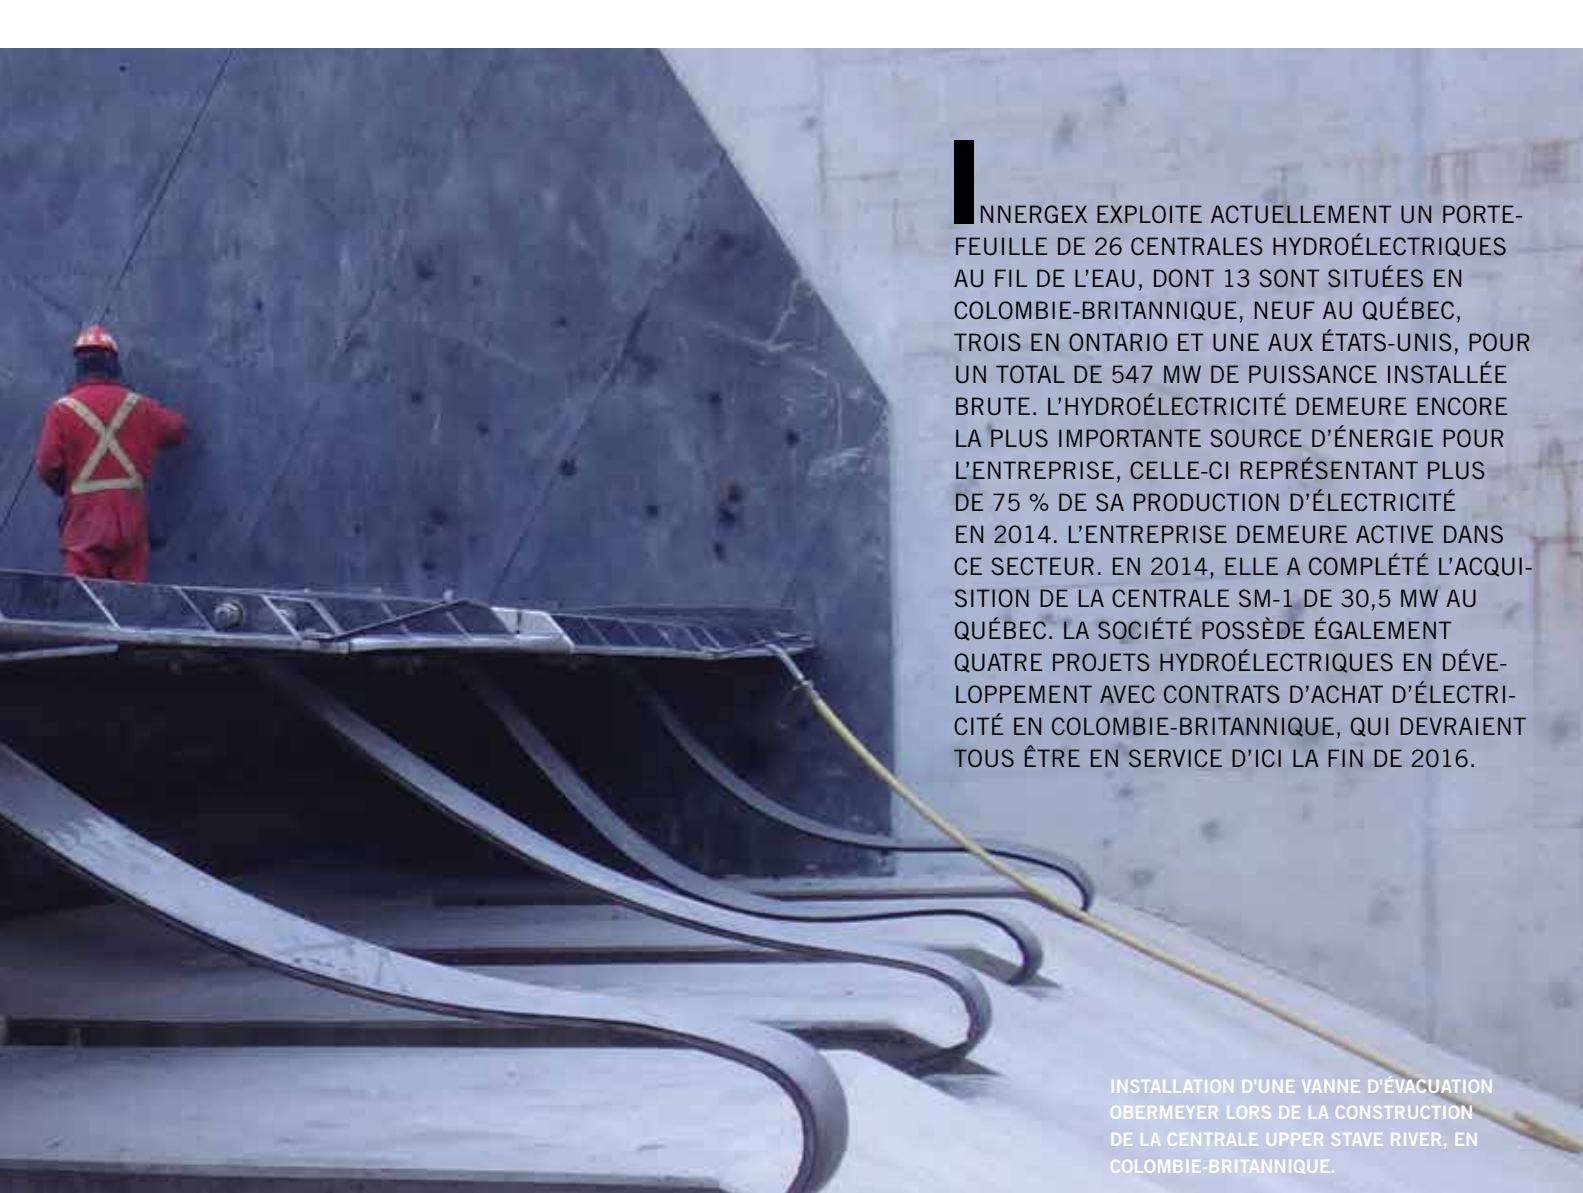 INNERGEX EXPLOITE ACTUELLEMENT UN PORTE-
FEUILLE DE 26 CENTRALES HYDROÉLECTRIQUES
AU FIL DE L’EAU, DONT 13 SONT SITUÉES EN
COLOMBIE-BRITANNIQUE, NEUF AU QUÉBEC,
TROIS EN ONTARIO ET UNE AUX ÉTATS-UNIS, POUR
UN TOTAL DE 547 MW DE PUISSANCE INSTALLÉE
BRUTE. L’HYDROÉLECTRICITÉ DEMEURE ENCORE
LA PLUS IMPORTANTE SOURCE D’ÉNERGIE POUR
L’ENTREPRISE, CELLE-CI REPRÉSENTANT PLUS
DE 75 % DE SA PRODUCTION D’ÉLECTRICITÉ
EN 2014. L’ENTREPRISE DEMEURE ACTIVE DANS
CE SECTEUR. EN 2014, ELLE A COMPLÉTÉ L’ACQUI-
SITION DE LA CENTRALE SM-1 DE 30,5 MW AU
QUÉBEC. LA SOCIÉTÉ POSSÈDE ÉGALEMENT
QUATRE PROJETS HYDROÉLECTRIQUES EN DÉVE-
LOPPEMENT AVEC CONTRATS D’ACHAT D’ÉLECTRI-
CITÉ EN COLOMBIE-BRITANNIQUE, QUI DEVRAIENT
TOUS ÊTRE EN SERVICE D’ICI LA FIN DE 2016.
INSTALLATION D'UNE VANNE D'ÉVACUATION
OBERMEYER LORS DE LA CONSTRUCTION
DE LA CENTRALE UPPER STAVE RIVER, EN
COLOMBIE-BRITANNIQUE.